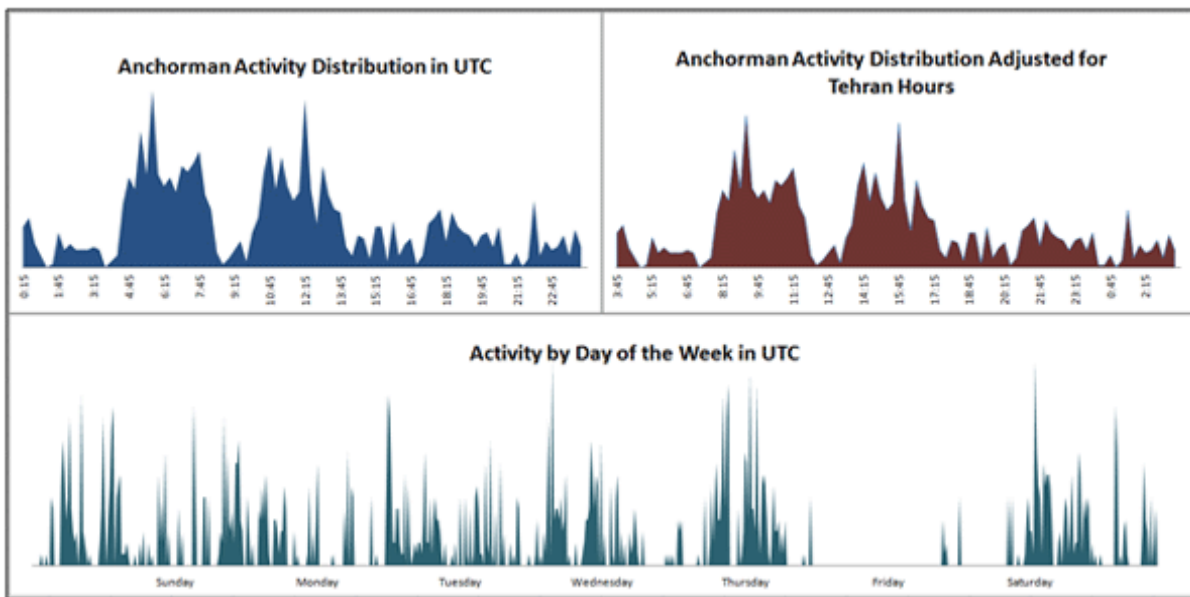 Anchorman Activity Distribution in UTC
0:15 1:45 3:15 4:45 6:15 7:45 9:15 10:45 12:15 13:45 15:15 16:45 18:15 19:45 21:15 22:45
Anchorman Activity Distribution Adjusted for
Tehran Hours
3:45 5:15 6:45 8:15 9:45 11:15 12:45 14:15 15:45 17:15 18:45 20:15 21:45 23:15 0:45 2:15
Activity by Day of the Week in UTC
Sunday Monday Tuesday Wednesday Thursday Friday Saturday